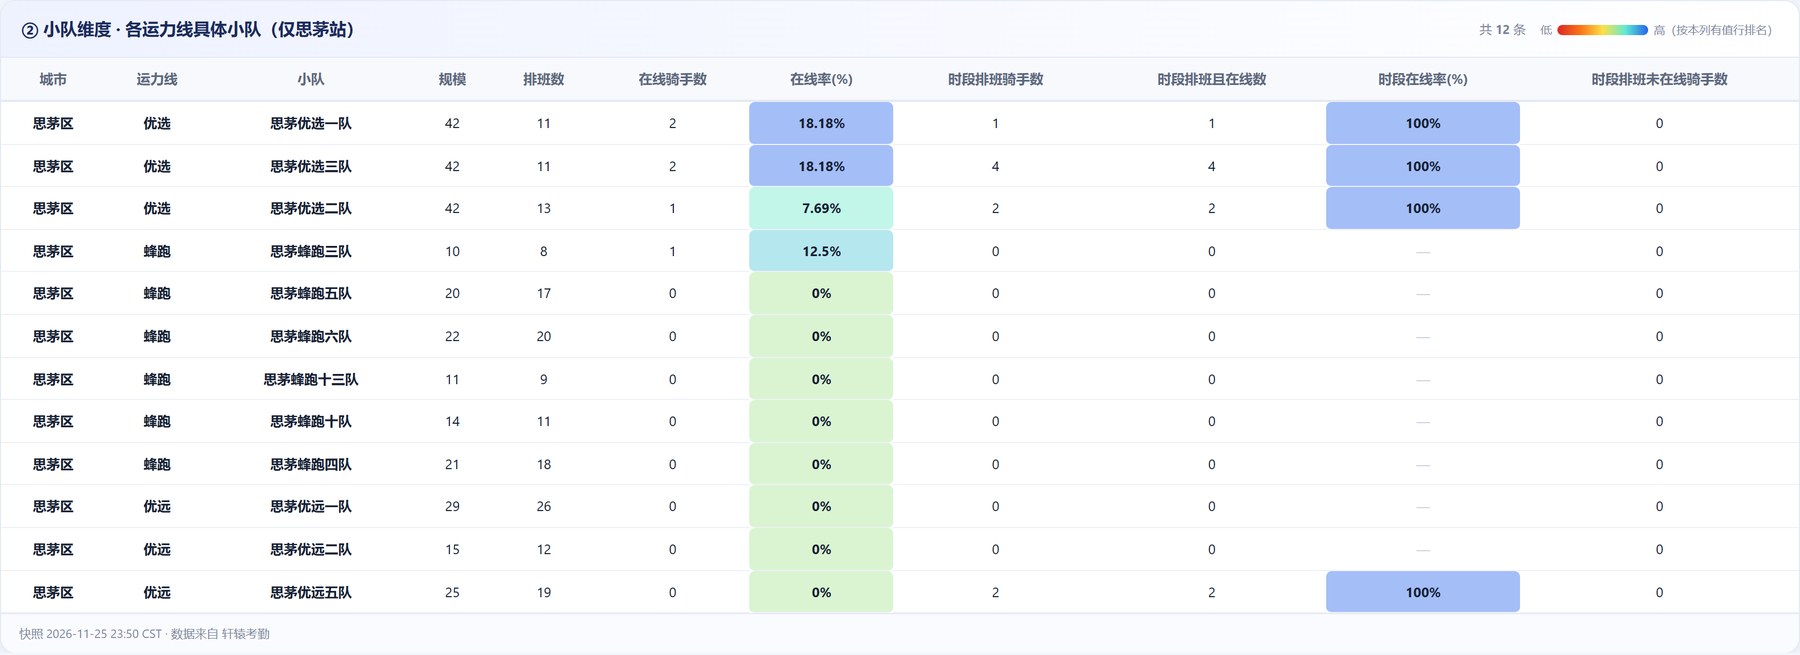 ② 小队维度 · 各运力线具体小队（仅思茅站）
共 12 条 低 高 (按本列有值行排名)
城市 运力线 小队 规模 排班数 在线骑手数 在线率(%) 时段排班骑手数 时段排班且在线数 时段在线率(%) 时段排班未在线骑手数
思茅区 优选 思茅优选一队 42 11 2 18.18% 1 1 100% 0
思茅区 优选 思茅优选三队 42 11 2 18.18% 4 4 100% 0
思茅区 优选 思茅优选二队 42 13 1 7.69% 2 2 100% 0
思茅区 蜂跑 思茅蜂跑三队 10 8 1 12.5% 0 0 — 0
思茅区 蜂跑 思茅蜂跑五队 20 17 0 0% 0 0 — 0
思茅区 蜂跑 思茅蜂跑六队 22 20 0 0% 0 0 — 0
思茅区 蜂跑 思茅蜂跑十三队 11 9 0 0% 0 0 — 0
思茅区 蜂跑 思茅蜂跑十队 14 11 0 0% 0 0 — 0
思茅区 蜂跑 思茅蜂跑四队 21 18 0 0% 0 0 — 0
思茅区 优远 思茅优远一队 29 26 0 0% 0 0 — 0
思茅区 优远 思茅优远二队 15 12 0 0% 0 0 — 0
思茅区 优远 思茅优远五队 25 19 0 0% 2 2 100% 0
快照 2026-11-25 23:50 CST · 数据来自 轩辕考勤